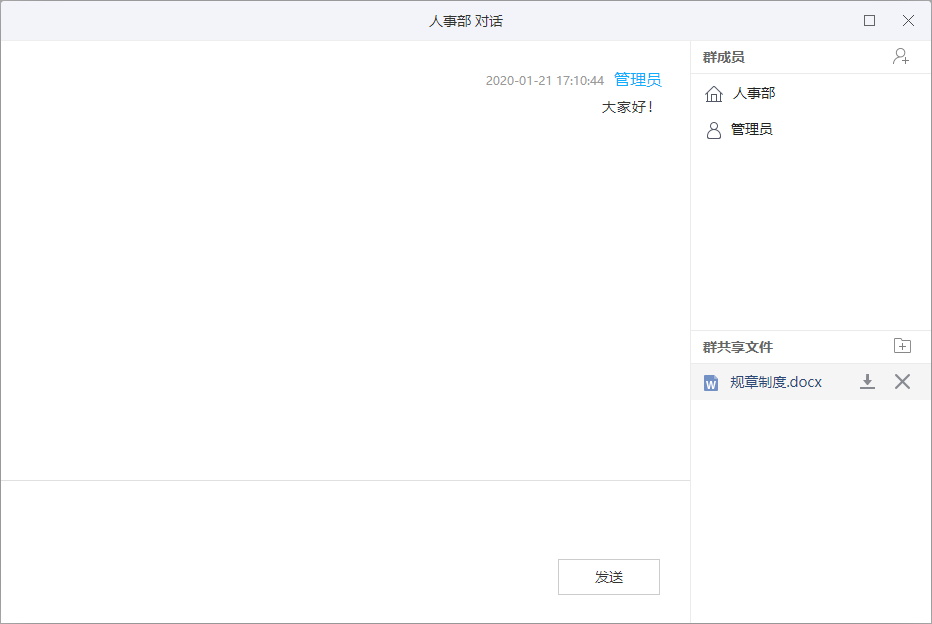 人事部 对话
2020-01-21 17:10:44 管理员
大家好！
发送
群成员
人事部
管理员
群共享文件
W 规章制度.docx